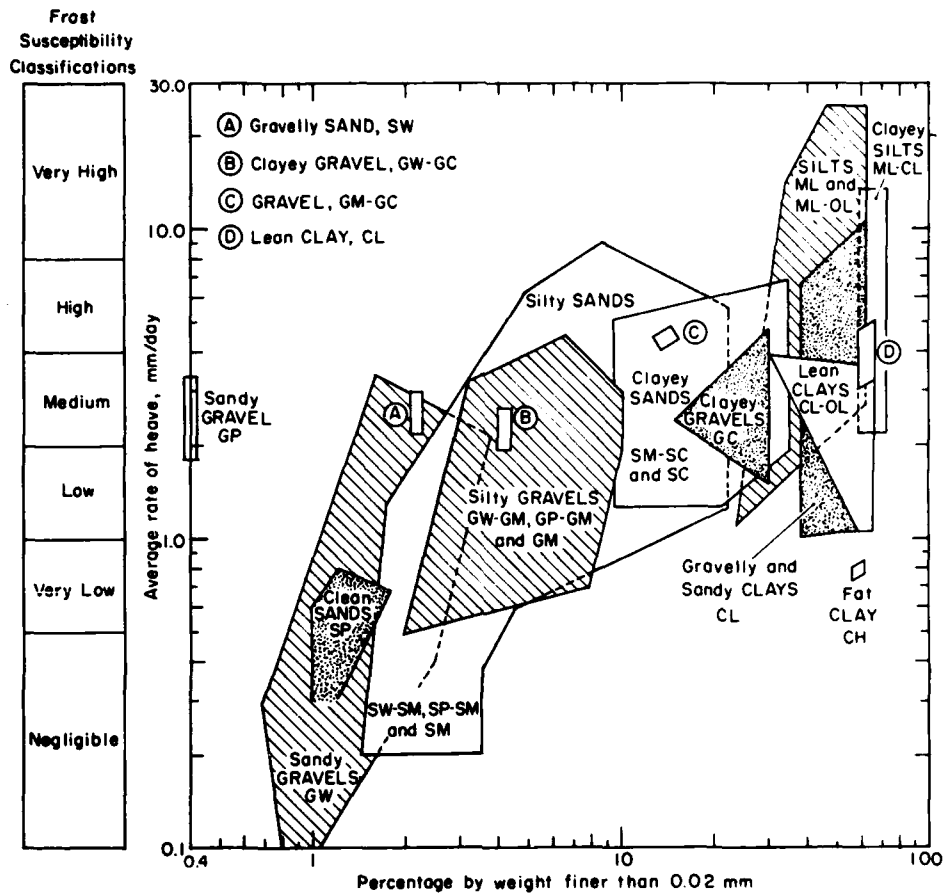 Frost
Susceptibility
Classifications
Very High
High
Medium
Low
Very Low
Negligible
Average rate of heave, mm/day
30.0
10.0
1.0
0.1
Ⓐ Gravelly SAND, SW
Ⓑ Clayey GRAVEL, GW-GC
Ⓒ GRAVEL, GM-GC
Ⓓ Lean CLAY, CL
Clayey
SILTS
ML-CL
SILTS
ML and
ML-OL
Silty SANDS
Ⓒ
Ⓓ
Sandy
GRAVEL
GP
Ⓐ
Ⓑ
Clayey
SANDS
SM-SC
and SC
Clayey
GRAVELS
GC
Lean
CLAYS
CL-OL
Silty GRAVELS
GW-GM, GP-GM
and GM
Gravelly and
Sandy CLAYS
CL
Fat
CLAY
CH
Clean
SANDS
SP
SW-SM, SP-SM
and SM
Sandy
GRAVELS
GW
0.4
1
10
100
Percentage by weight finer than 0.02 mm